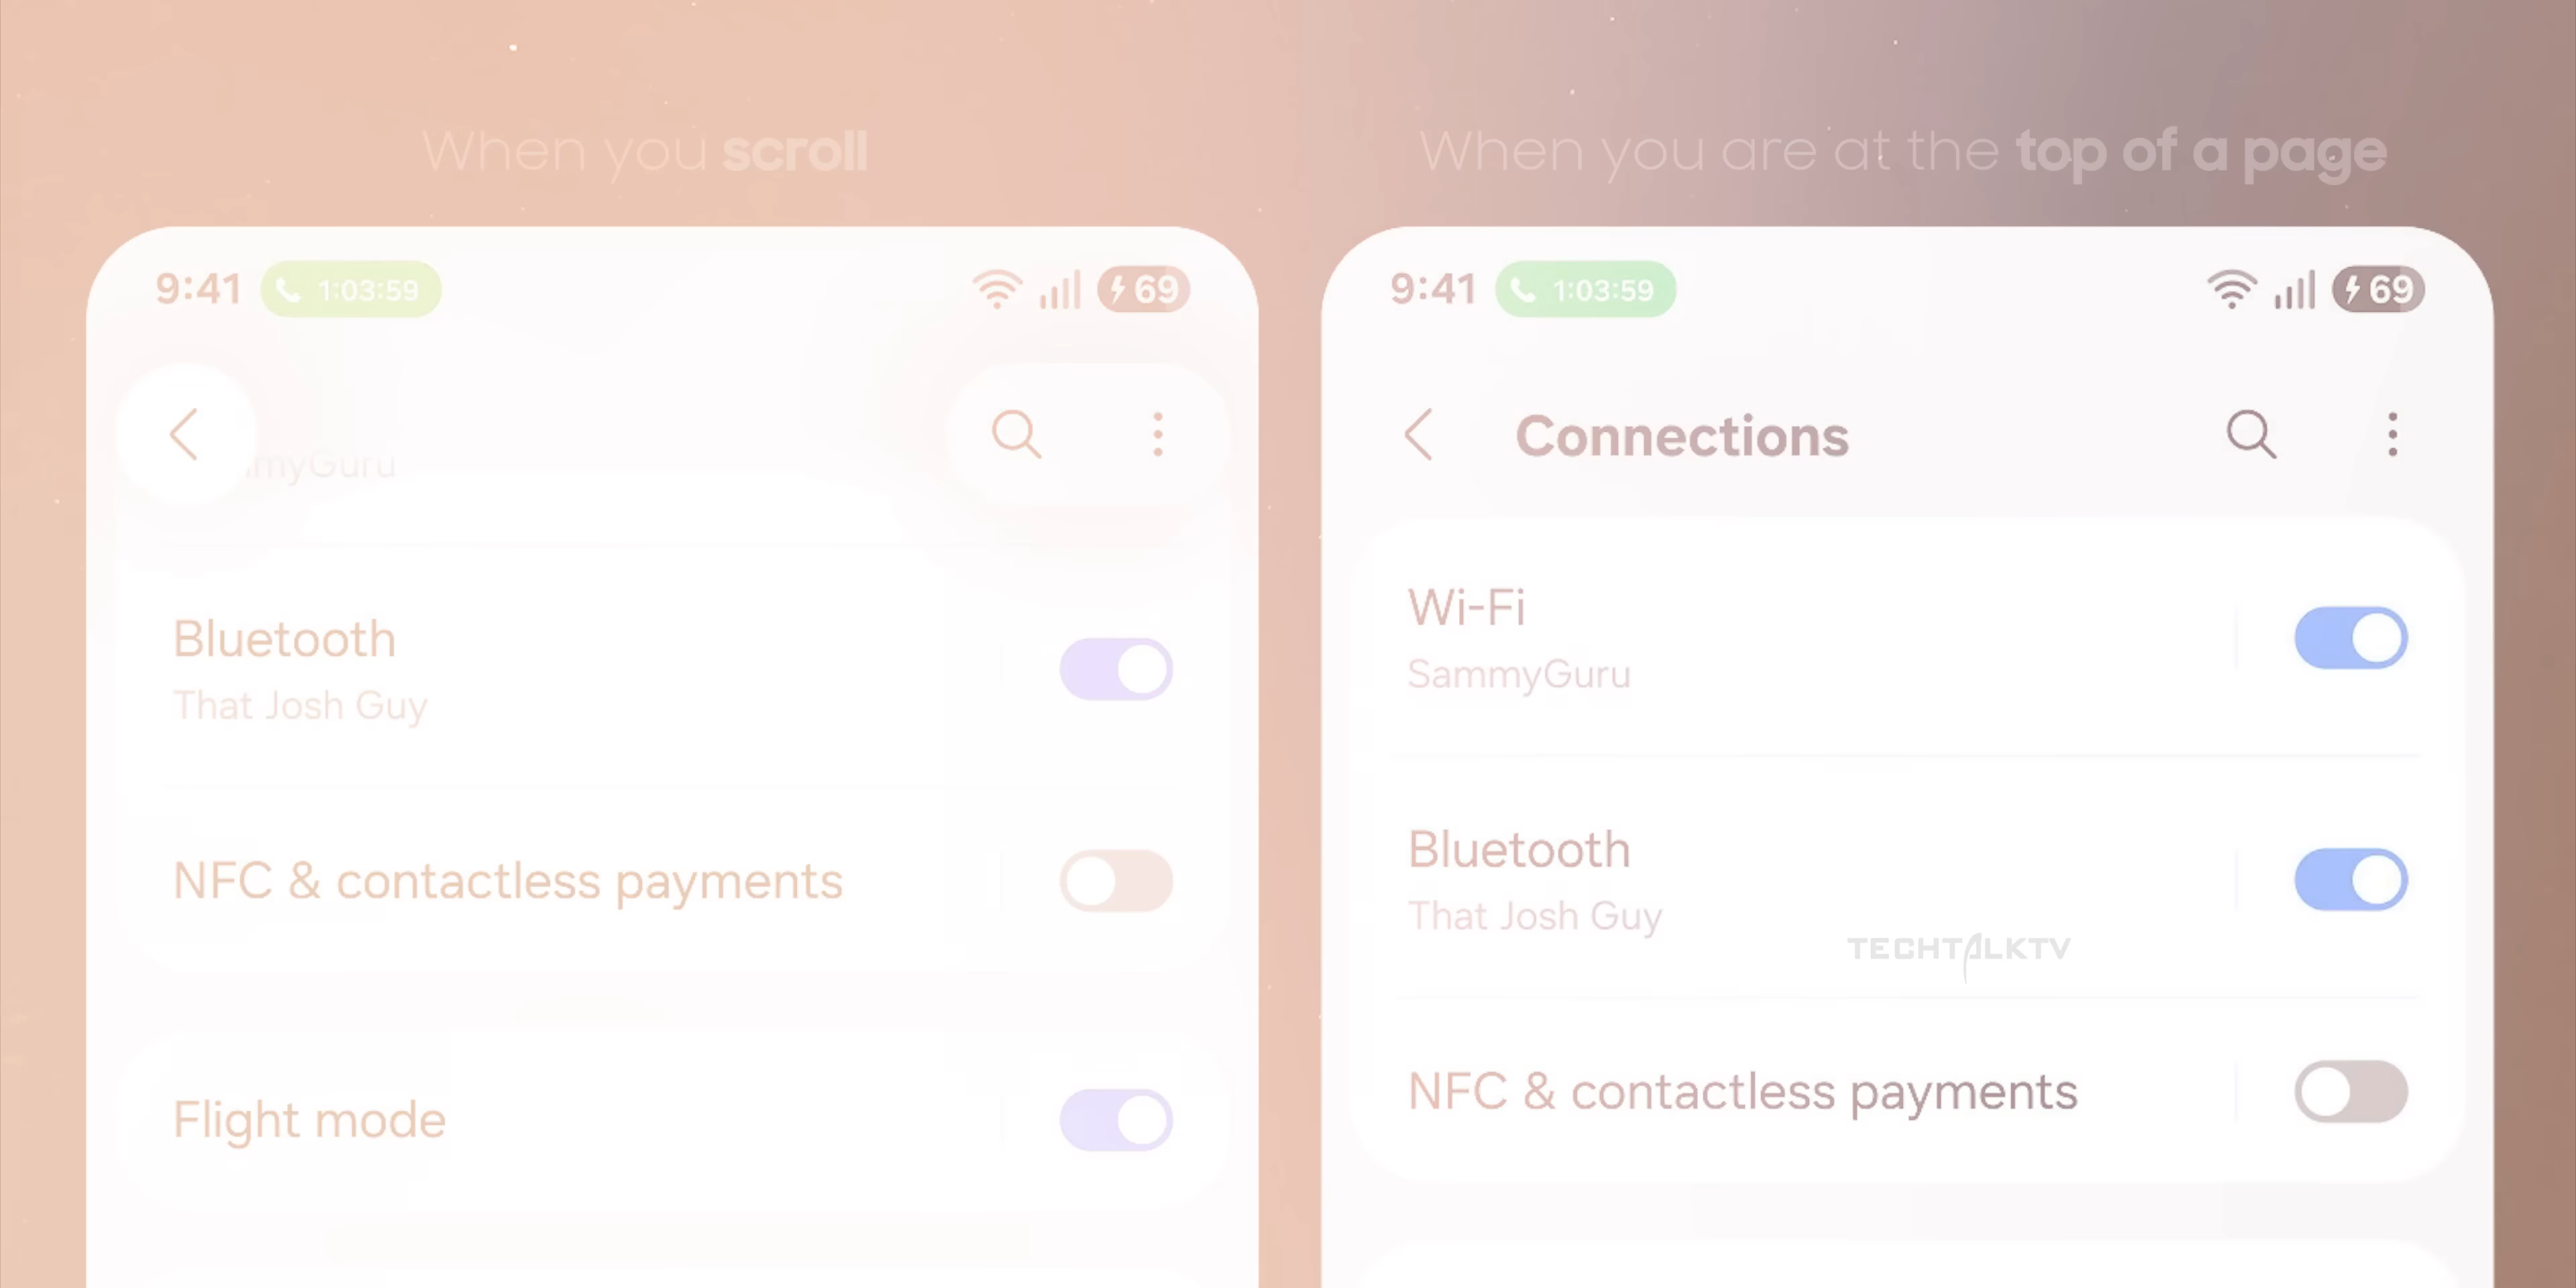 When you scroll
9:41 1:03:59 69
myGuru
Bluetooth
That Josh Guy
NFC & contactless payments
Flight mode
When you are at the top of a page
9:41 1:03:59 69
Connections
Wi-Fi
SammyGuru
Bluetooth
That Josh Guy
TECHTALKTV
NFC & contactless payments